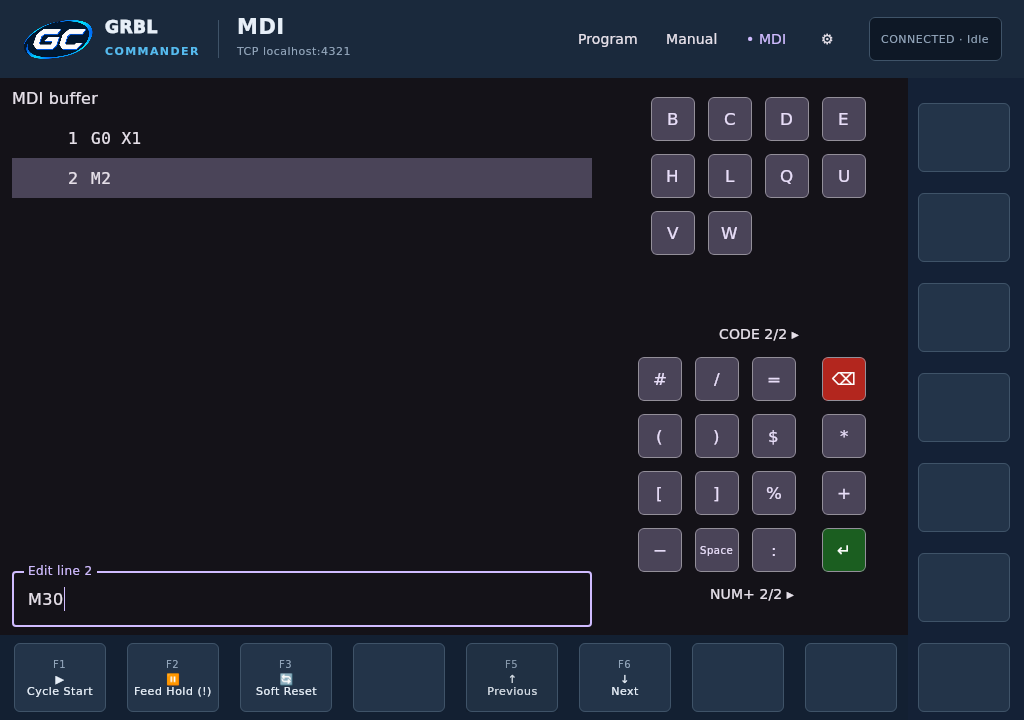 GC
GRBL
COMMANDER
MDI
TCP localhost:4321
Program
Manual
• MDI
⚙
CONNECTED · Idle
MDI buffer
1 G0 X1
2 M2
Edit line 2
M30
B C D E
H L Q U
V W
CODE 2/2 ▸
# / = ⌫
( ) $ *
[ ] % +
− Space : ↵
NUM+ 2/2 ▸
F1
▶
Cycle Start
F2
⏸
Feed Hold (!)
F3
🔄
Soft Reset
F5
↑
Previous
F6
↓
Next